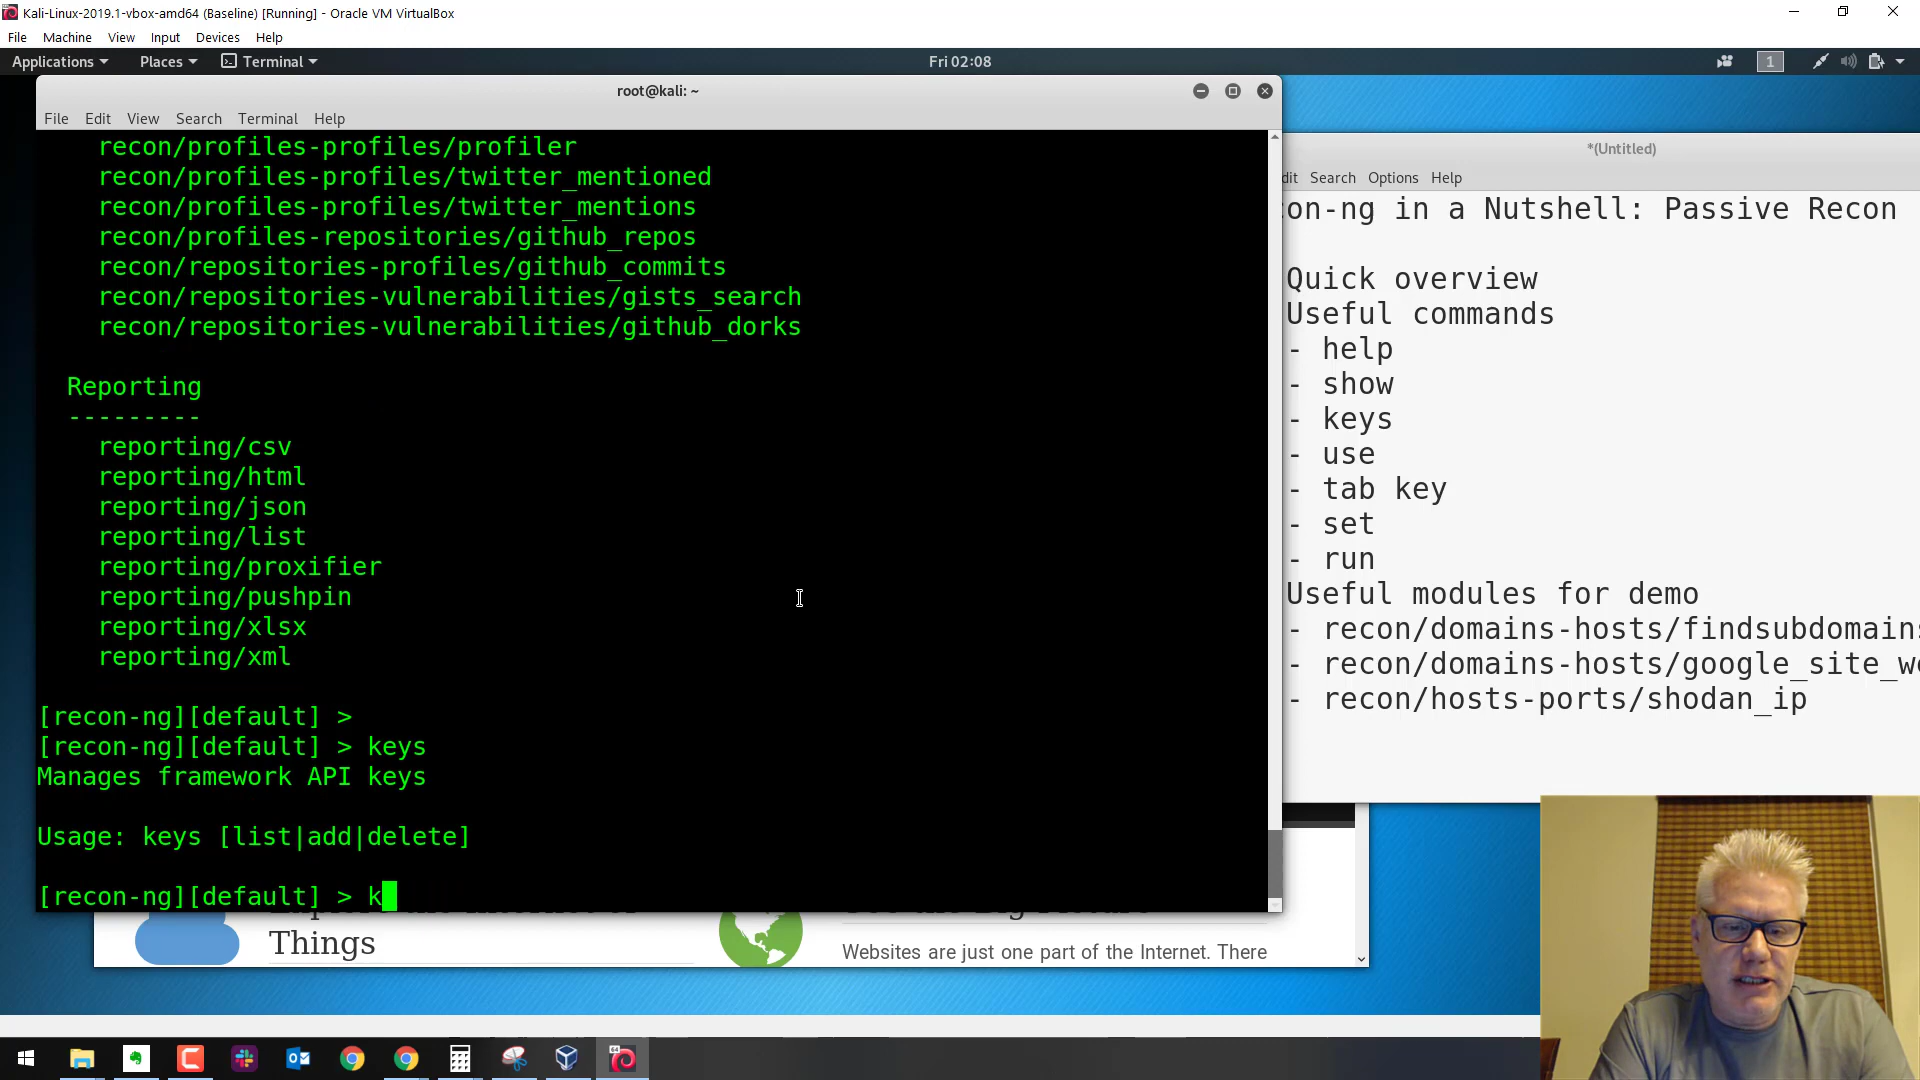 Kali-Linux-2019.1-vbox-amd64 (Baseline) [Running] - Oracle VM VirtualBox
File Machine View Input Devices Help
Applications Places Terminal Fri 02:08 1
root@kali: ~
File Edit View Search Terminal Help
recon/profiles-profiles/profiler
recon/profiles-profiles/twitter_mentioned
recon/profiles-profiles/twitter_mentions
recon/profiles-repositories/github_repos
recon/repositories-profiles/github_commits
recon/repositories-vulnerabilities/gists_search
recon/repositories-vulnerabilities/github_dorks
Reporting
---------
reporting/csv
reporting/html
reporting/json
reporting/list
reporting/proxifier
reporting/pushpin
reporting/xlsx
reporting/xml
[recon-ng][default] >
[recon-ng][default] > keys
Manages framework API keys
Usage: keys [list|add|delete]
[recon-ng][default] > k
*(Untitled)
dit Search Options Help
con-ng in a Nutshell: Passive Recon
Quick overview
Useful commands
- help
- show
- keys
- use
- tab key
- set
- run
Useful modules for demo
- recon/domains-hosts/findsubdomains
- recon/domains-hosts/google_site_we
- recon/hosts-ports/shodan_ip
Things
Websites are just one part of the Internet. There